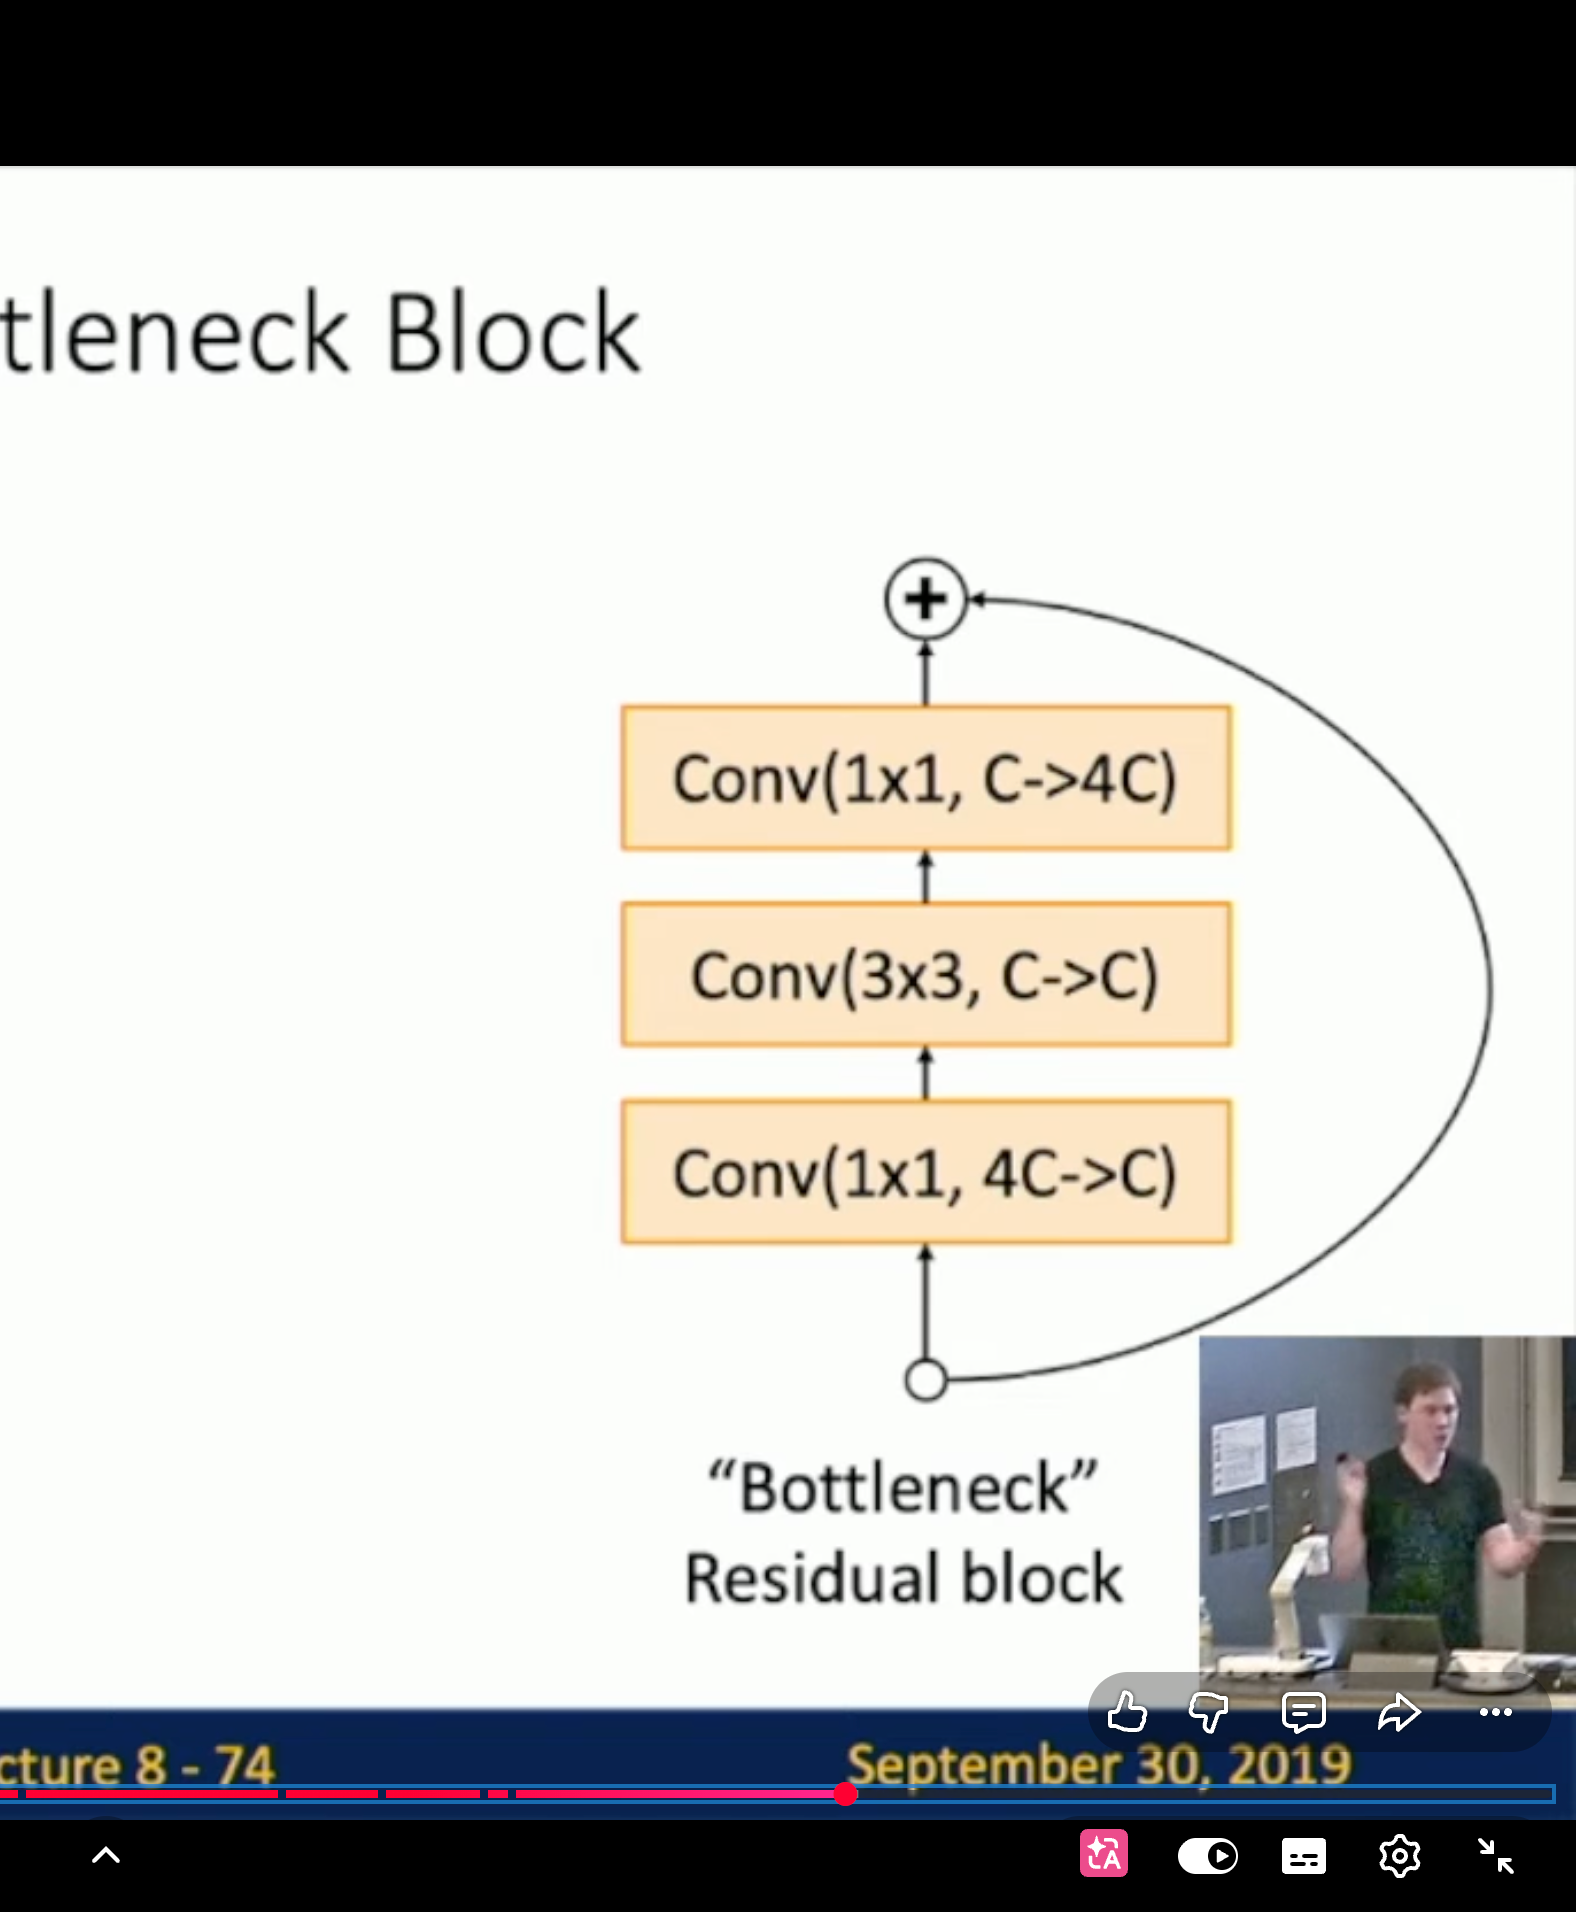 tleneck Block
Conv(1x1, C->4C)
Conv(3x3, C->C)
Conv(1x1, 4C->C)
“Bottleneck”
Residual block
cture 8 - 74
September 30, 2019